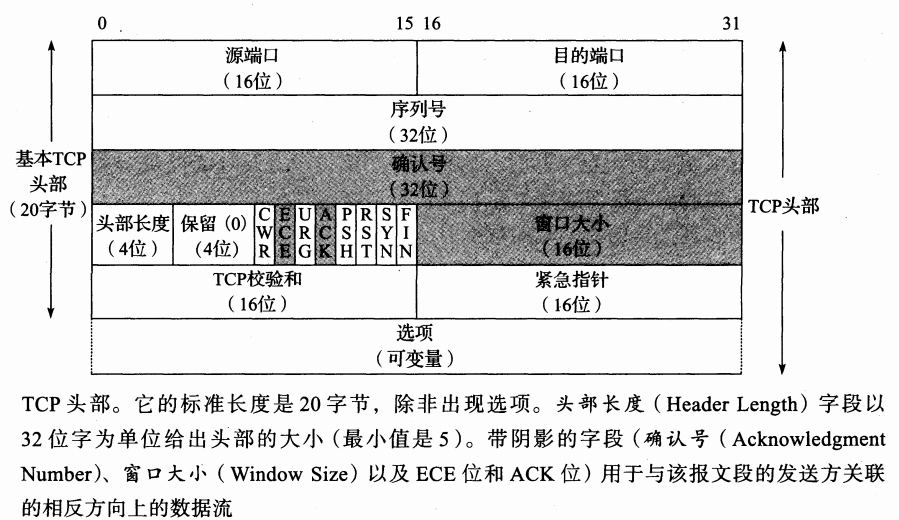 0 15 16 31
源端口 目的端口
（16位） （16位）
序列号
（32位）
基本TCP 确认号
头部 （32位）
（20字节） TCP头部
头部长度 保留 (0) CWR ECE URG ACK PSH RST SYN FIN 窗口大小
（4位） （4位） （16位）
TCP校验和 紧急指针
（16位） （16位）
选项
（可变量）
TCP 头部。它的标准长度是 20 字节，除非出现选项。头部长度（Header Length）字段以
32 位字为单位给出头部的大小（最小值是 5）。带阴影的字段（确认号（Acknowledgment
Number）、窗口大小（Window Size）以及 ECE 位和 ACK 位）用于与该报文段的发送方关联
的相反方向上的数据流